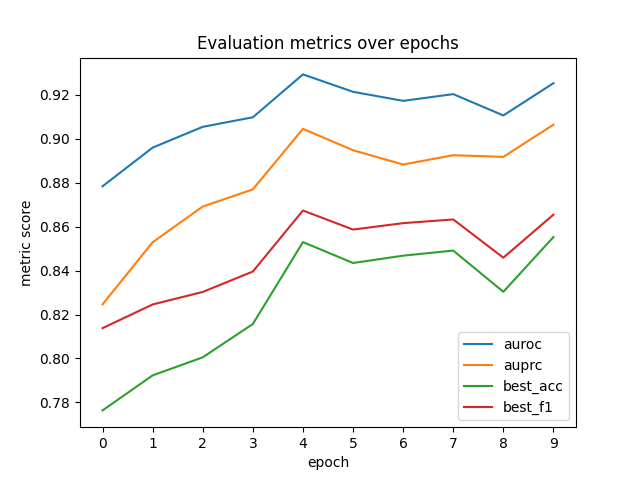 Evaluation metrics over epochs
metric score
0.92
0.90
0.88
0.86
0.84
0.82
0.80
0.78
auroc
auprc
best_acc
best_f1
0 1 2 3 4 5 6 7 8 9
epoch